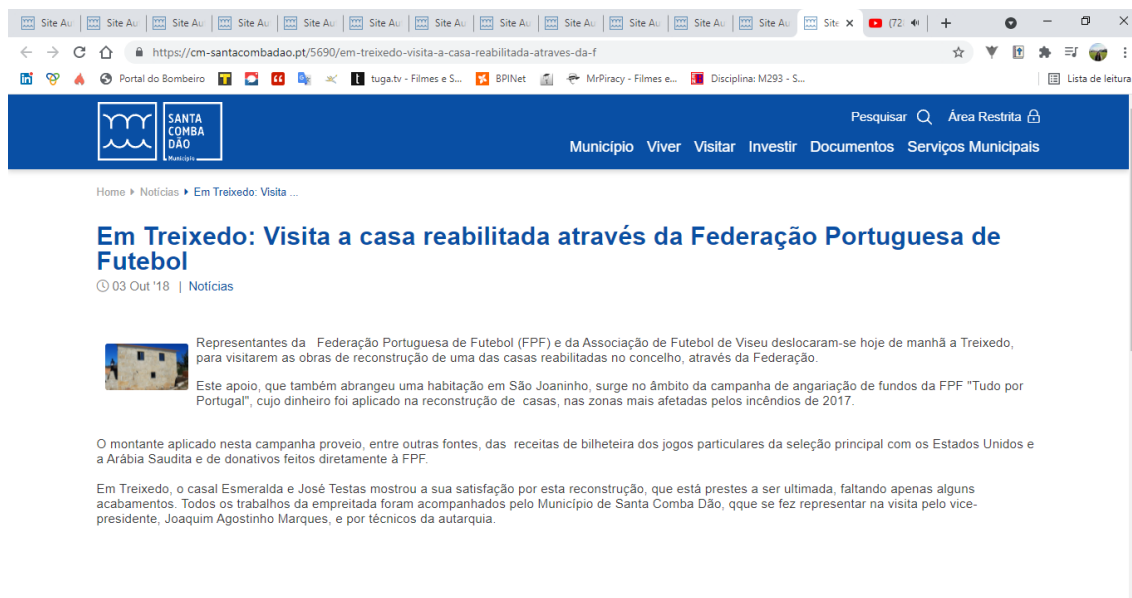 Site Au Site Au Site Au Site Au Site Au Site Au Site Au Site Au Site Au Site Au Site Au Site Au Site (72
https://cm-santacombadao.pt/5690/em-treixedo-visita-a-casa-reabilitada-atraves-da-f
Portal do Bombeiro tuga.tv - Filmes e S... BPINet MrPiracy - Filmes e... Disciplina: M293 - S... Lista de leitura
SANTA
COMBA
DÃO
Município
Pesquisar Área Restrita
Município Viver Visitar Investir Documentos Serviços Municipais
Home Notícias Em Treixedo: Visita ...
Em Treixedo: Visita a casa reabilitada através da Federação Portuguesa de
Futebol
03 Out '18 | Notícias
Representantes da Federação Portuguesa de Futebol (FPF) e da Associação de Futebol de Viseu deslocaram-se hoje de manhã a Treixedo,
para visitarem as obras de reconstrução de uma das casas reabilitadas no concelho, através da Federação.
Este apoio, que também abrangeu uma habitação em São Joaninho, surge no âmbito da campanha de angariação de fundos da FPF "Tudo por
Portugal", cujo dinheiro foi aplicado na reconstrução de casas, nas zonas mais afetadas pelos incêndios de 2017.
O montante aplicado nesta campanha proveio, entre outras fontes, das receitas de bilheteira dos jogos particulares da seleção principal com os Estados Unidos e
a Arábia Saudita e de donativos feitos diretamente à FPF.
Em Treixedo, o casal Esmeralda e José Testas mostrou a sua satisfação por esta reconstrução, que está prestes a ser ultimada, faltando apenas alguns
acabamentos. Todos os trabalhos da empreitada foram acompanhados pelo Município de Santa Comba Dão, qque se fez representar na visita pelo vice-
presidente, Joaquim Agostinho Marques, e por técnicos da autarquia.